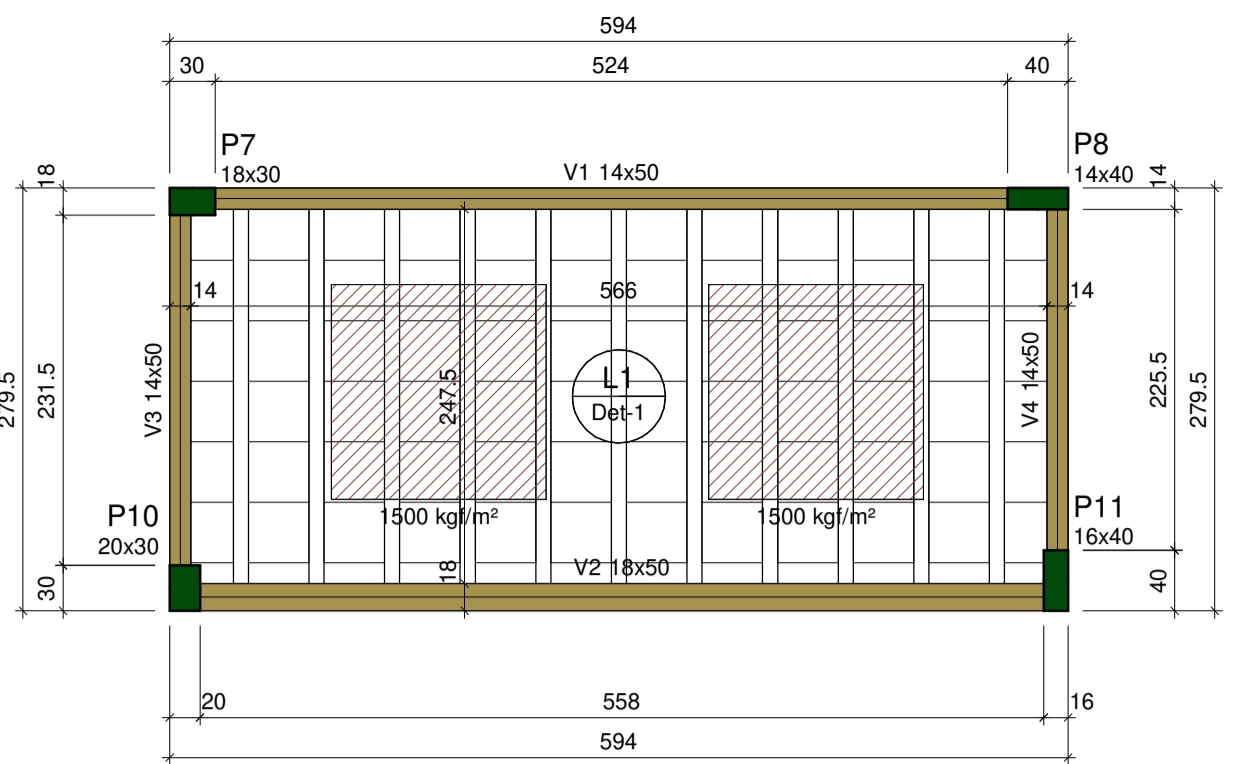 594
30
524
40
P7
18x30
V1 14x50
P8
14x40
18
14
14
566
14
279.5
231.5
V3 14x50
247.5
L1
Det-1
V4 14x50
225.5
279.5
1500 kgf/m²
1500 kgf/m²
P10
20x30
P11
16x40
30
18
V2 18x50
40
20
558
16
594